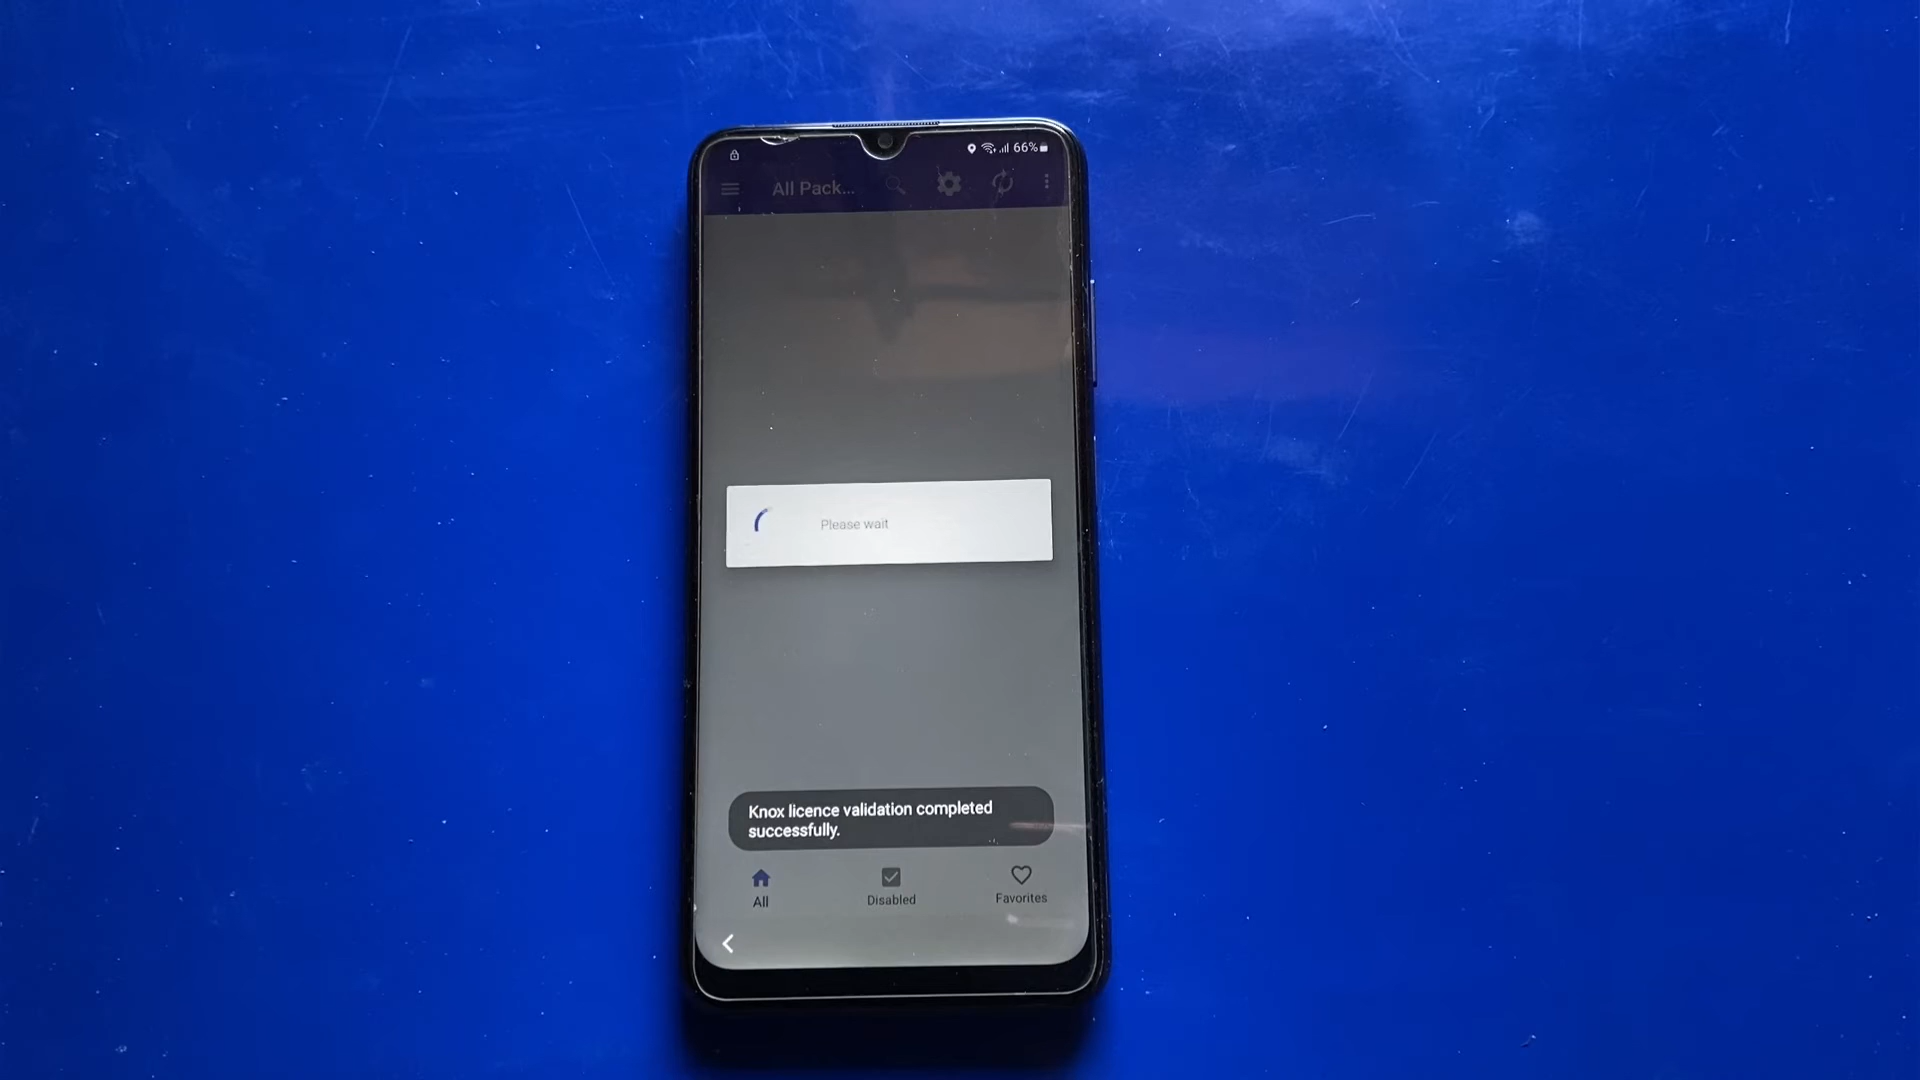 66%
All Pack...
Please wait
Knox licence validation completed
successfully.
All
Disabled
Favorites